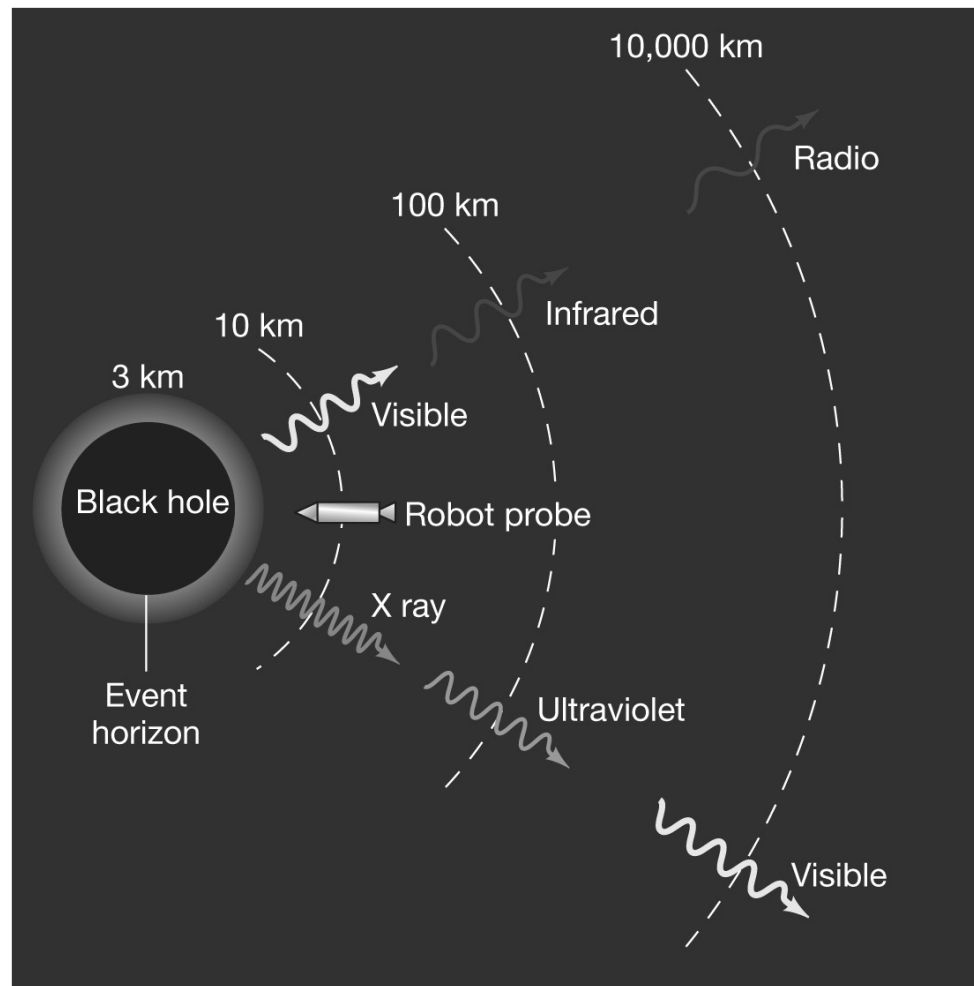 10,000 km
Radio
100 km
Infrared
10 km
3 km
Visible
Black hole
Robot probe
X ray
Event
horizon
Ultraviolet
Visible